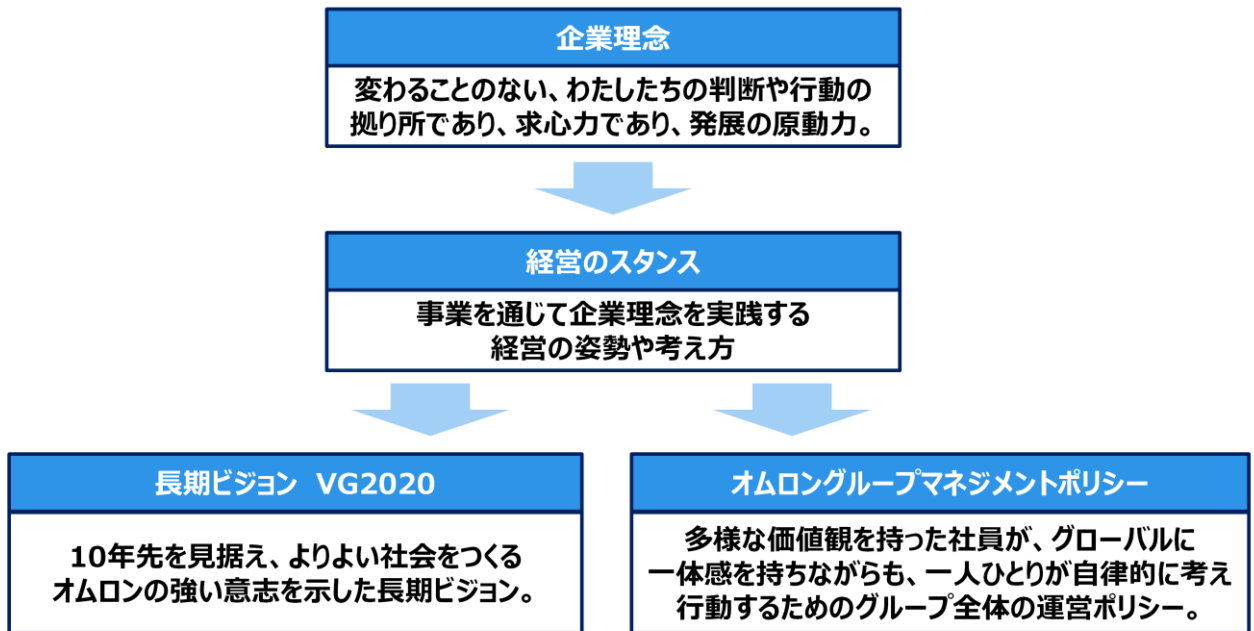 企業理念
変わることのない、わたしたちの判断や行動の
拠り所であり、求心力であり、発展の原動力。
経営のスタンス
事業を通じて企業理念を実践する
経営の姿勢や考え方
長期ビジョン VG2020
10年先を見据え、よりよい社会をつくる
オムロンの強い意志を示した長期ビジョン。
オムロングループマネジメントポリシー
多様な価値観を持った社員が、グローバルに
一体感を持ちながらも、一人ひとりが自律的に考え
行動するためのグループ全体の運営ポリシー。